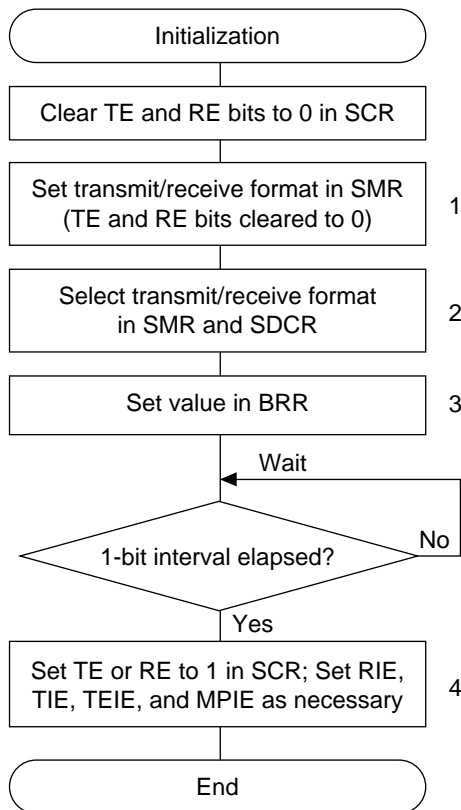 Initialization
Clear TE and RE bits to 0 in SCR
Set transmit/receive format in SMR
(TE and RE bits cleared to 0)
1
Select transmit/receive format
in SMR and SDCR
2
Set value in BRR
3
Wait
1-bit interval elapsed?
No
Yes
Set TE or RE to 1 in SCR; Set RIE,
TIE, TEIE, and MPIE as necessary
4
End